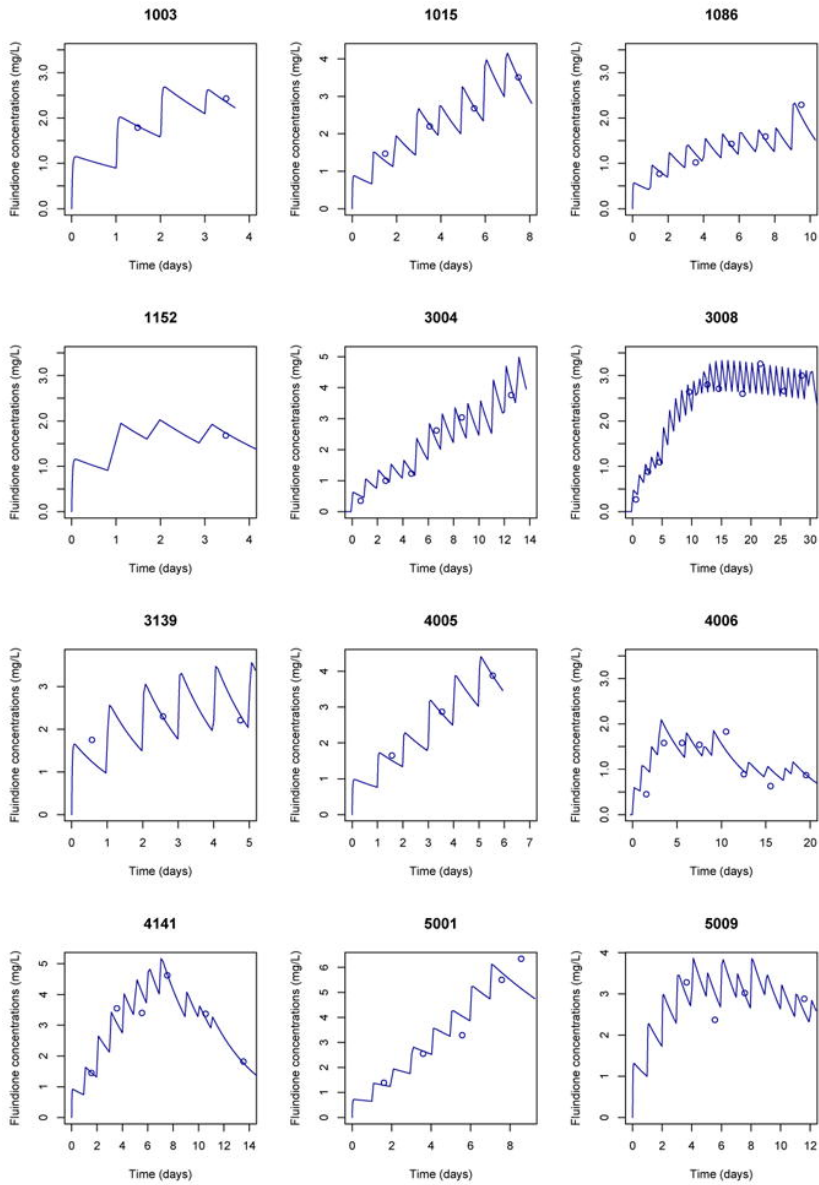 1003
Fluindione concentrations (mg/L)
0.0 1.0 2.0 3.0
0 1 2 3 4
Time (days)
1015
Fluindione concentrations (mg/L)
0 1 2 3 4
0 2 4 6 8
Time (days)
1086
Fluindione concentrations (mg/L)
0.0 1.0 2.0 3.0
0 2 4 6 8 10
Time (days)
1152
Fluindione concentrations (mg/L)
0.0 1.0 2.0 3.0
0 1 2 3 4
Time (days)
3004
Fluindione concentrations (mg/L)
0 1 2 3 4 5
0 2 4 6 8 10 12 14
Time (days)
3008
Fluindione concentrations (mg/L)
0.0 1.0 2.0 3.0
0 5 10 15 20 25 30
Time (days)
3139
Fluindione concentrations (mg/L)
0 1 2 3
0 1 2 3 4 5
Time (days)
4005
Fluindione concentrations (mg/L)
0 1 2 3 4
0 1 2 3 4 5 6 7
Time (days)
4006
Fluindione concentrations (mg/L)
0.0 1.0 2.0 3.0
0 5 10 15 20
Time (days)
4141
Fluindione concentrations (mg/L)
0 1 2 3 4 5
0 2 4 6 8 10 12 14
Time (days)
5001
Fluindione concentrations (mg/L)
0 1 2 3 4 5 6
0 2 4 6 8
Time (days)
5009
Fluindione concentrations (mg/L)
0 1 2 3 4
0 2 4 6 8 10 12
Time (days)